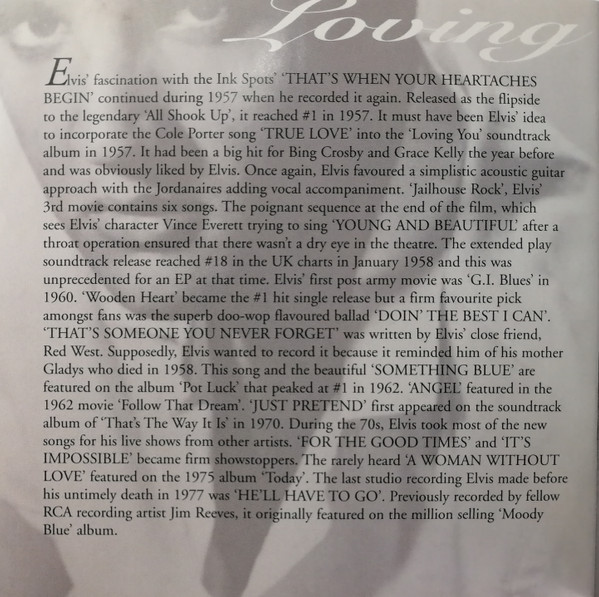 Loving
Elvis' fascination with the Ink Spots' ‘THAT'S WHEN YOUR HEARTACHES
BEGIN’ continued during 1957 when he recorded it again. Released as the flipside
to the legendary ‘All Shook Up’, it reached #1 in 1957. It must have been Elvis' idea
to incorporate the Cole Porter song ‘TRUE LOVE’ into the ‘Loving You’ soundtrack
album in 1957. It had been a big hit for Bing Crosby and Grace Kelly the year before
and was obviously liked by Elvis. Once again, Elvis favoured a simplistic acoustic guitar
approach with the Jordanaires adding vocal accompaniment. ‘Jailhouse Rock’, Elvis'
3rd movie contains six songs. The poignant sequence at the end of the film, which
sees Elvis' character Vince Everett trying to sing ‘YOUNG AND BEAUTIFUL’ after a
throat operation ensured that there wasn't a dry eye in the theatre. The extended play
soundtrack release reached #18 in the UK charts in January 1958 and this was
unprecedented for an EP at that time. Elvis' first post army movie was ‘G.I. Blues’ in
1960. ‘Wooden Heart’ became the #1 hit single release but a firm favourite pick
amongst fans was the superb doo-wop flavoured ballad ‘DOIN' THE BEST I CAN’.
‘THAT'S SOMEONE YOU NEVER FORGET’ was written by Elvis' close friend,
Red West. Supposedly, Elvis wanted to record it because it reminded him of his mother
Gladys who died in 1958. This song and the beautiful ‘SOMETHING BLUE’ are
featured on the album ‘Pot Luck’ that peaked at #1 in 1962. ‘ANGEL’ featured in the
1962 movie ‘Follow That Dream’. ‘JUST PRETEND’ first appeared on the soundtrack
album of ‘That's The Way It Is’ in 1970. During the 70s, Elvis took most of the new
songs for his live shows from other artists. ‘FOR THE GOOD TIMES’ and ‘IT'S
IMPOSSIBLE’ became firm showstoppers. The rarely heard ‘A WOMAN WITHOUT
LOVE’ featured on the 1975 album ‘Today’. The last studio recording Elvis made before
his untimely death in 1977 was ‘HE'LL HAVE TO GO’. Previously recorded by fellow
RCA recording artist Jim Reeves, it originally featured on the million selling ‘Moody
Blue’ album.